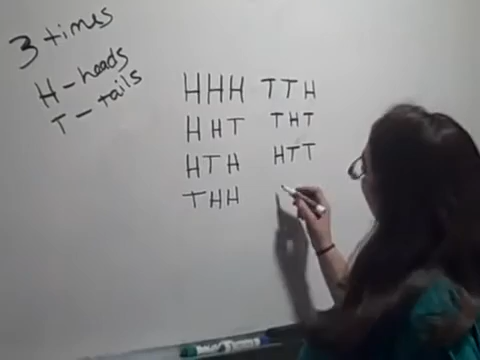 3 times
H - heads
T - tails
HHH TTH
HHT THT
HTH HTT
THH